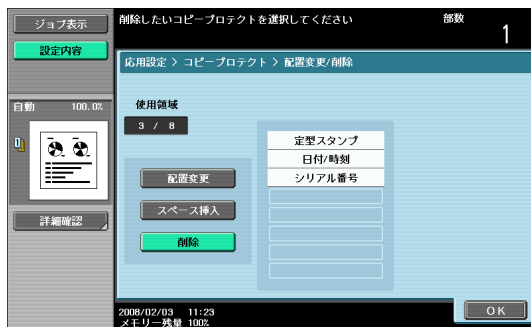 ジョブ表示
削除したいコピープロテクトを選択してください
部数
1
設定内容
応用設定 > コピープロテクト > 配置変更/削除
自動 100.0%
使用領域
3 / 8
定型スタンプ
日付/時刻
シリアル番号
配置変更
スペース挿入
削除
詳細確認
2008/02/03 11:23
メモリー残量 100%
OK